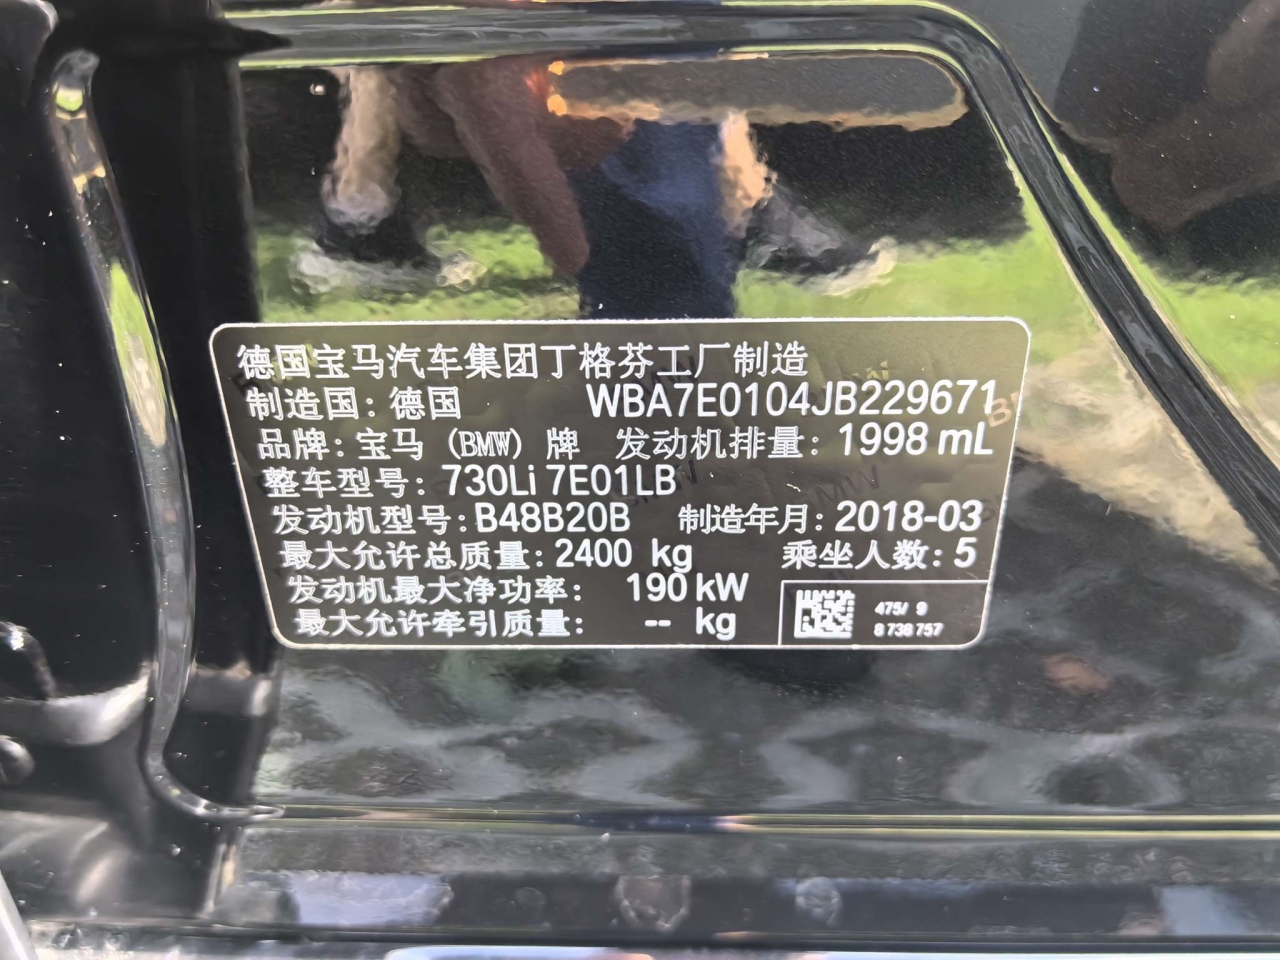 德国宝马汽车集团丁格芬工厂制造
制造国：德国 WBA7E0104JB229671
品牌：宝马（BMW）牌 发动机排量：1998 mL
整车型号：730Li 7E01LB
发动机型号：B48B20B 制造年月：2018-03
最大允许总质量：2400 kg 乘坐人数：5
发动机最大净功率： 190 kW
最大允许牵引质量： -- kg
475/ 9
8 738 757